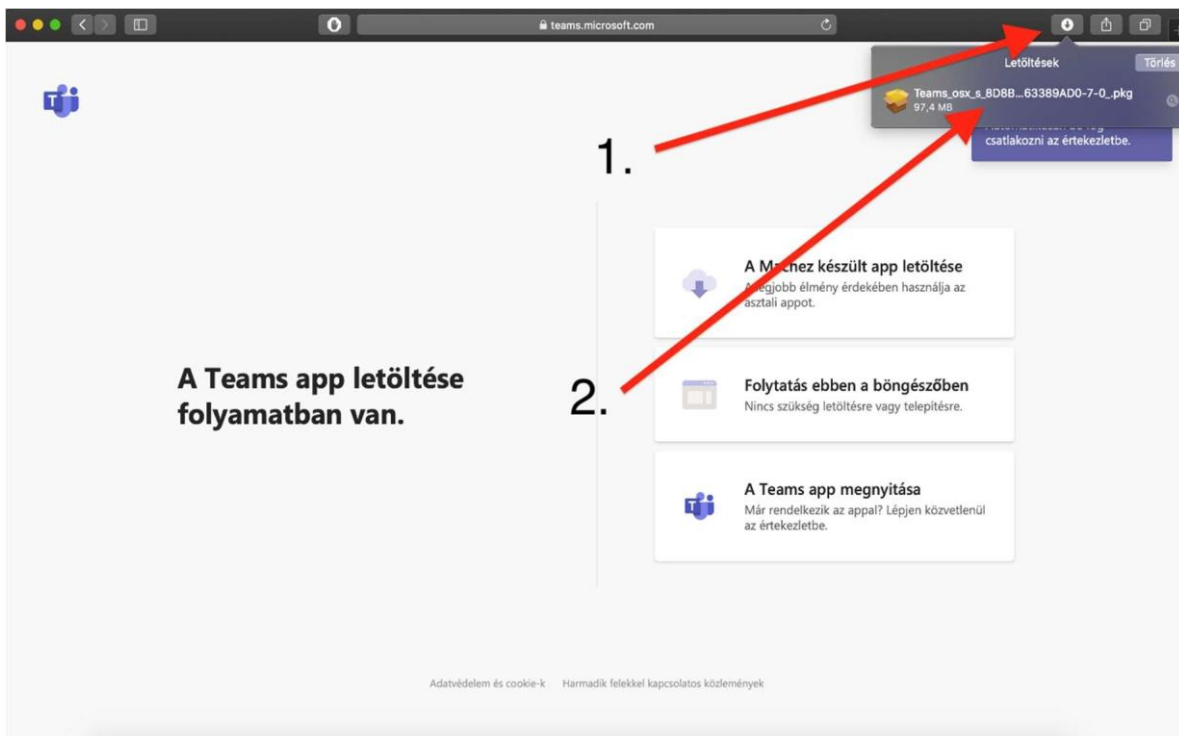 teams.microsoft.com
Letöltések
Törlés
Teams_osx_s_8D8B...63389AD0-7-0_.pkg
97,4 MB
csatlakozni az értekezletbe.
1.
A Machez készült app letöltése
A legjobb élmény érdekében használja az
asztali appot.
A Teams app letöltése
folyamatban van.
2.
Folytatás ebben a böngészőben
Nincs szükség letöltésre vagy telepítésre.
A Teams app megnyitása
Már rendelkezik az appal? Lépjen közvetlenül
az értekezletbe.
Adatvédelem és cookie-k
Harmadik felekkel kapcsolatos közlemények